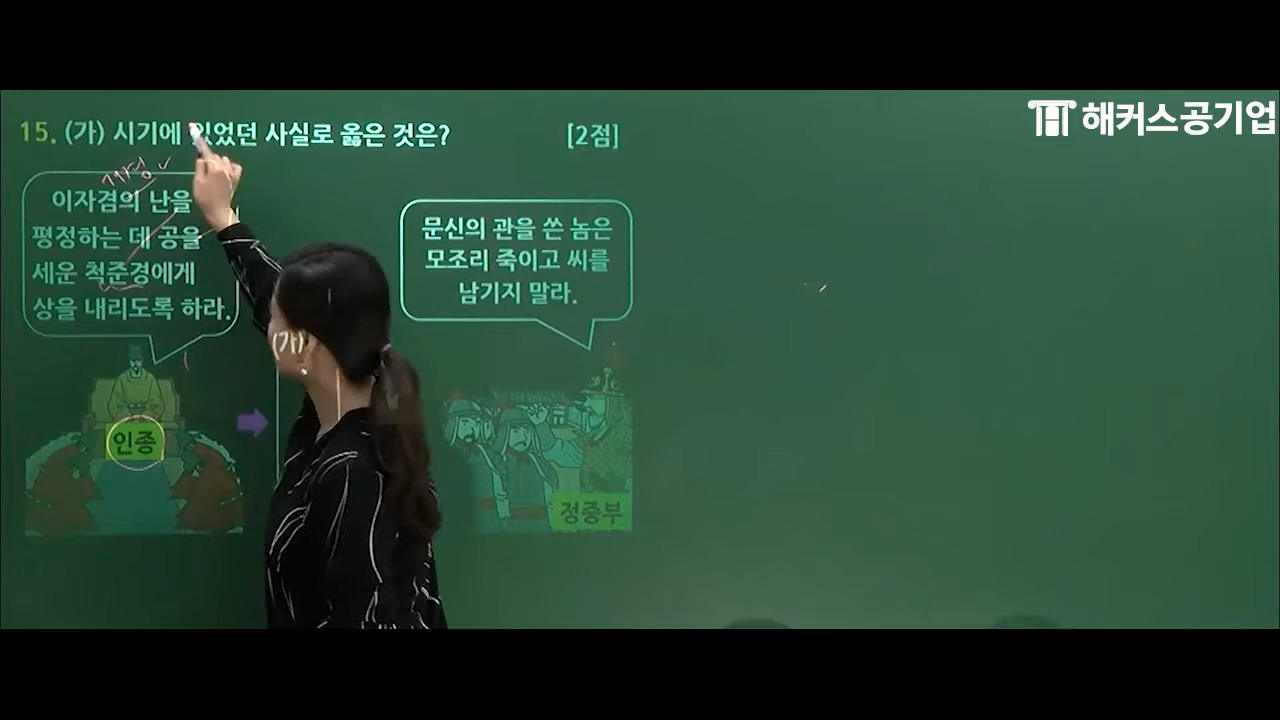 해커스공기업
15. (가) 시기에 있었던 사실로 옳은 것은? [2점]
이자겸의 난을
평정하는 데 공을
세운 척준경에게
상을 내리도록 하라.
문신의 관을 쓴 놈은
모조리 죽이고 씨를
남기지 말라.
(가)
인종
정중부